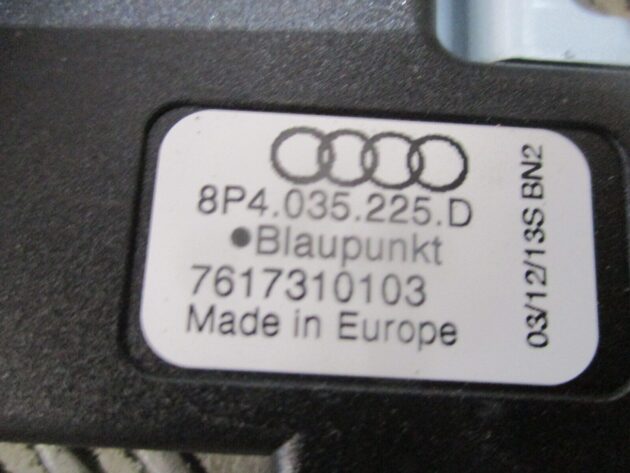 8P4.035.225.D
Blaupunkt
7617310103
Made in Europe
03/12/13S BN2